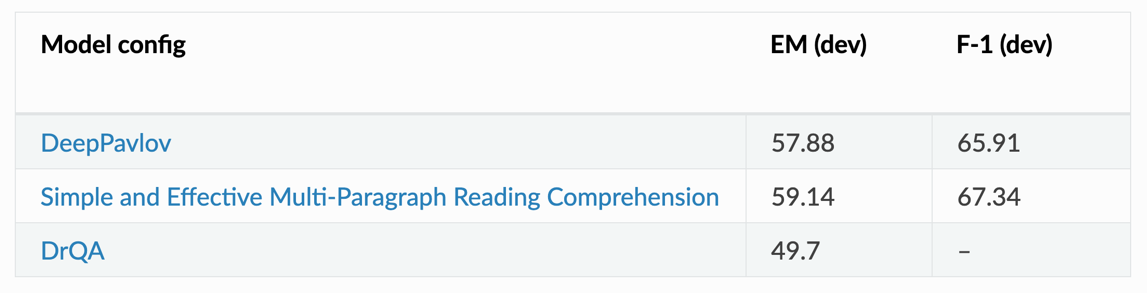 Model config EM (dev) F-1 (dev)
DeepPavlov 57.88 65.91
Simple and Effective Multi-Paragraph Reading Comprehension 59.14 67.34
DrQA 49.7 –